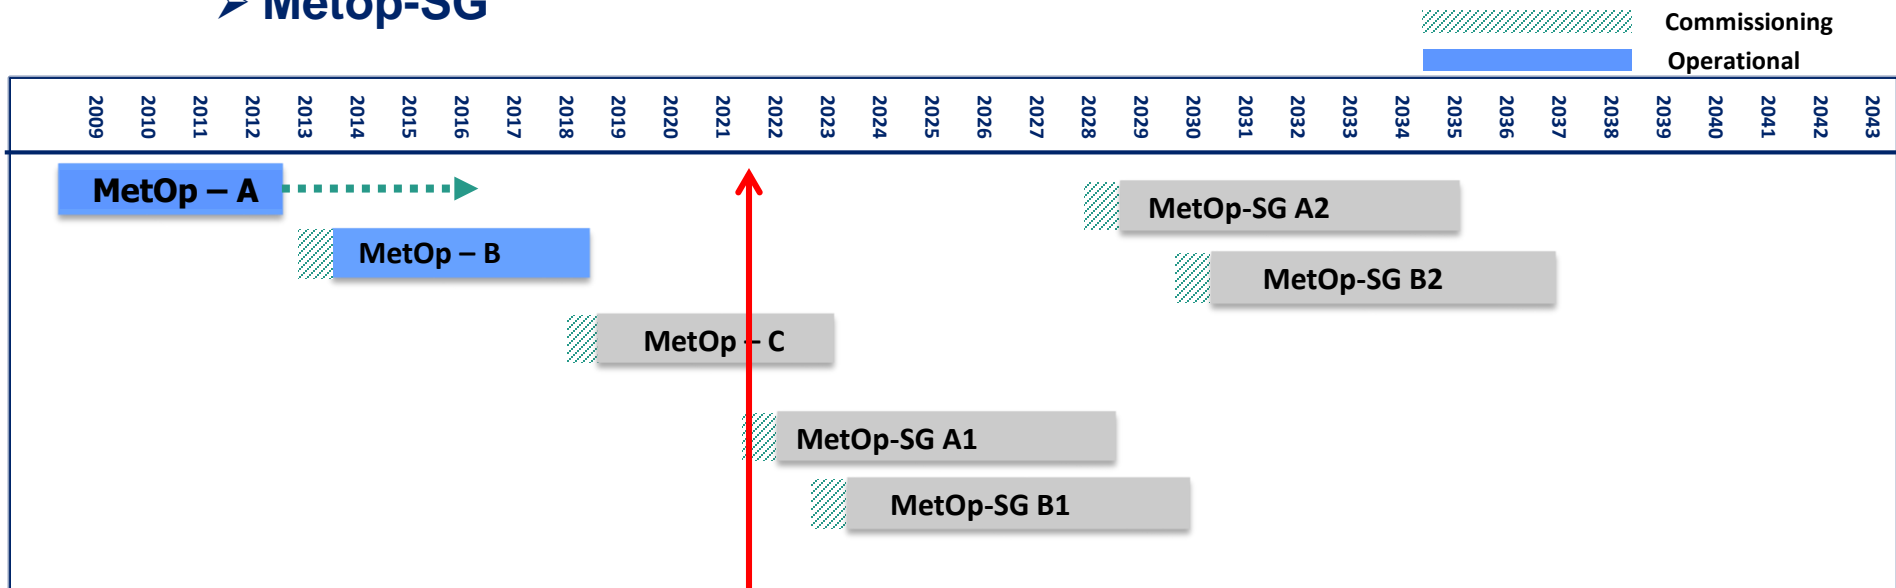 ➢ Metop-SG
Commissioning
Operational
2009 2010 2011 2012 2013 2014 2015 2016 2017 2018 2019 2020 2021 2022 2023 2024 2025 2026 2027 2028 2029 2030 2031 2032 2033 2034 2035 2036 2037 2038 2039 2040 2041 2042 2043
MetOp – A
MetOp-SG A2
MetOp – B
MetOp-SG B2
MetOp – C
MetOp-SG A1
MetOp-SG B1